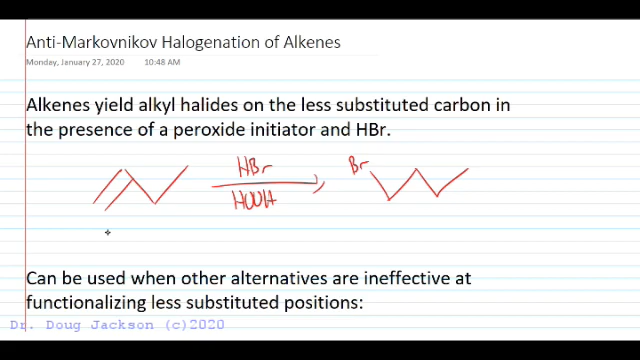 Anti-Markovnikov Halogenation of Alkenes
Monday, January 27, 2020 10:48 AM
Alkenes yield alkyl halides on the less substituted carbon in
the presence of a peroxide initiator and HBr.
HBr
Br
HOOH
Can be used when other alternatives are ineffective at
functionalizing less substituted positions:
Dr. Doug Jackson (c)2020